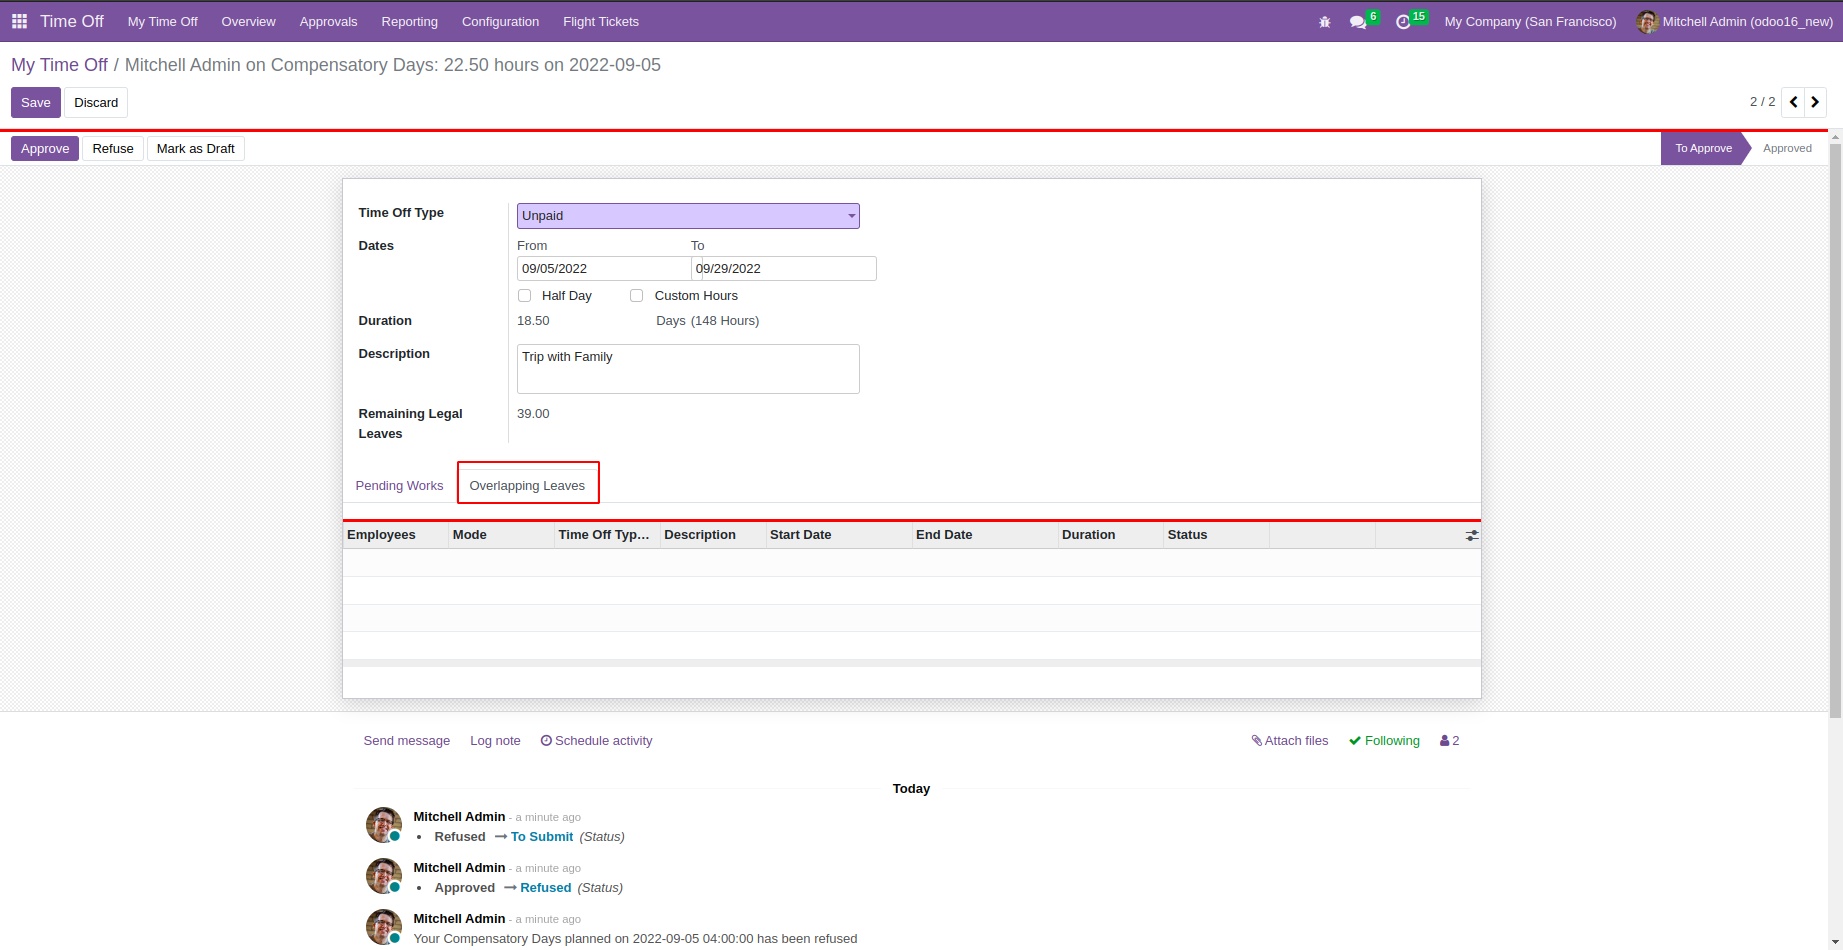 Time Off My Time Off Overview Approvals Reporting Configuration Flight Tickets 6 15 My Company (San Francisco) Mitchell Admin (odoo16_new)
My Time Off / Mitchell Admin on Compensatory Days: 22.50 hours on 2022-09-05
Save Discard 2 / 2
Approve Refuse Mark as Draft To Approve Approved
Time Off Type Unpaid
Dates From To
09/05/2022 09/29/2022
Half Day Custom Hours
Duration 18.50 Days (148 Hours)
Description Trip with Family
Remaining Legal 39.00
Leaves
Pending Works Overlapping Leaves
Employees Mode Time Off Typ... Description Start Date End Date Duration Status
Send message Log note Schedule activity Attach files Following 2
Today
Mitchell Admin - a minute ago
• Refused → To Submit (Status)
Mitchell Admin - a minute ago
• Approved → Refused (Status)
Mitchell Admin - a minute ago
Your Compensatory Days planned on 2022-09-05 04:00:00 has been refused